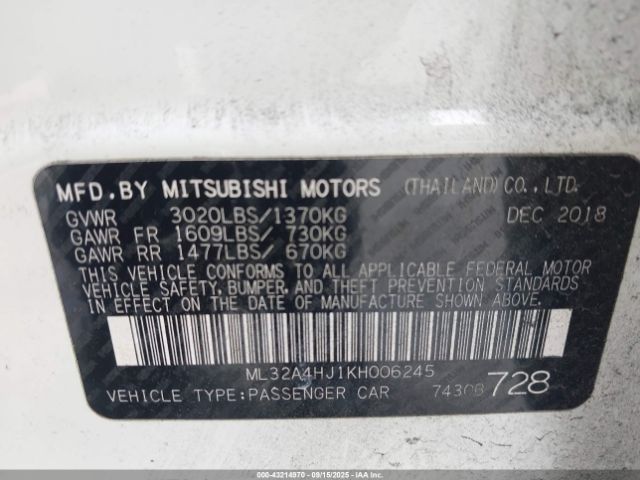 MFD.BY MITSUBISHI MOTORS (THAILAND)CO.,LTD.
GVWR 3020LBS/1370KG DEC 2018
GAWR FR 1609LBS/ 730KG
GAWR RR 1477LBS/ 670KG
THIS VEHICLE CONFORMS TO ALL APPLICABLE FEDERAL MOTOR
VEHICLE SAFETY, BUMPER, AND THEFT PREVENTION STANDARDS
IN EFFECT ON THE DATE OF MANUFACTURE SHOWN ABOVE.
ML32A4HJ1KH006245
VEHICLE TYPE:PASSENGER CAR 728
000-43214970 - 09/15/2025 - IAAI.COM